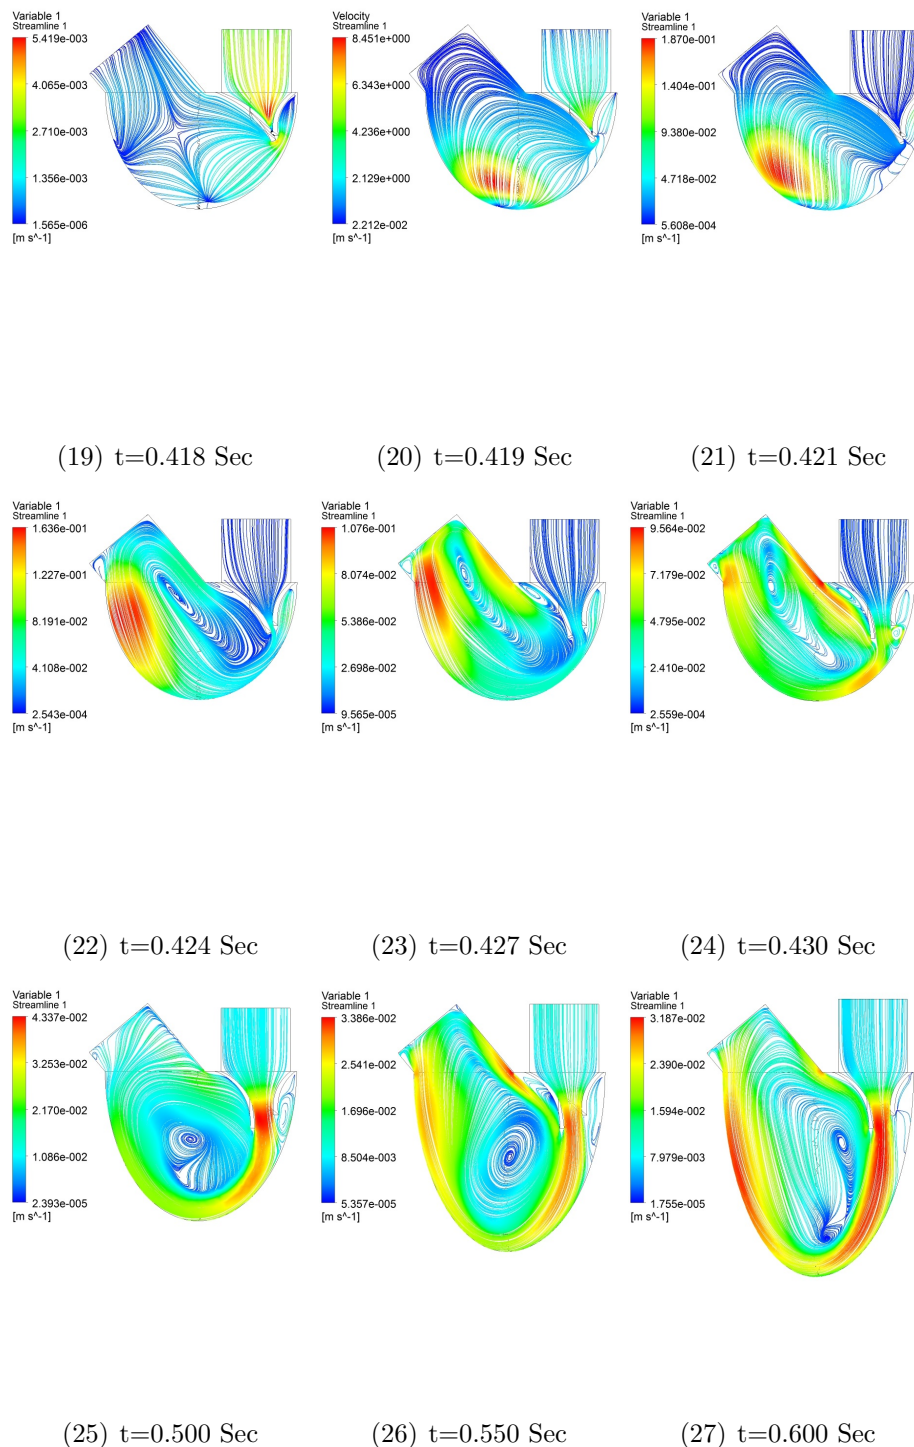 Variable 1
Streamline 1
5.419e-003
4.065e-003
2.710e-003
1.356e-003
1.565e-006
[m s^-1]
Velocity
Streamline 1
8.451e+000
6.343e+000
4.236e+000
2.129e+000
2.212e-002
[m s^-1]
Variable 1
Streamline 1
1.870e-001
1.404e-001
9.380e-002
4.718e-002
5.608e-004
[m s^-1]
(19) t=0.418 Sec
(20) t=0.419 Sec
(21) t=0.421 Sec
Variable 1
Streamline 1
1.636e-001
1.227e-001
8.191e-002
4.108e-002
2.543e-004
[m s^-1]
Variable 1
Streamline 1
1.076e-001
8.074e-002
5.386e-002
2.698e-002
9.565e-005
[m s^-1]
Variable 1
Streamline 1
9.564e-002
7.179e-002
4.795e-002
2.410e-002
2.559e-004
[m s^-1]
(22) t=0.424 Sec
(23) t=0.427 Sec
(24) t=0.430 Sec
Variable 1
Streamline 1
4.337e-002
3.253e-002
2.170e-002
1.086e-002
2.393e-005
[m s^-1]
Variable 1
Streamline 1
3.386e-002
2.541e-002
1.696e-002
8.504e-003
5.357e-005
[m s^-1]
Variable 1
Streamline 1
3.187e-002
2.390e-002
1.594e-002
7.979e-003
1.755e-005
[m s^-1]
(25) t=0.500 Sec
(26) t=0.550 Sec
(27) t=0.600 Sec